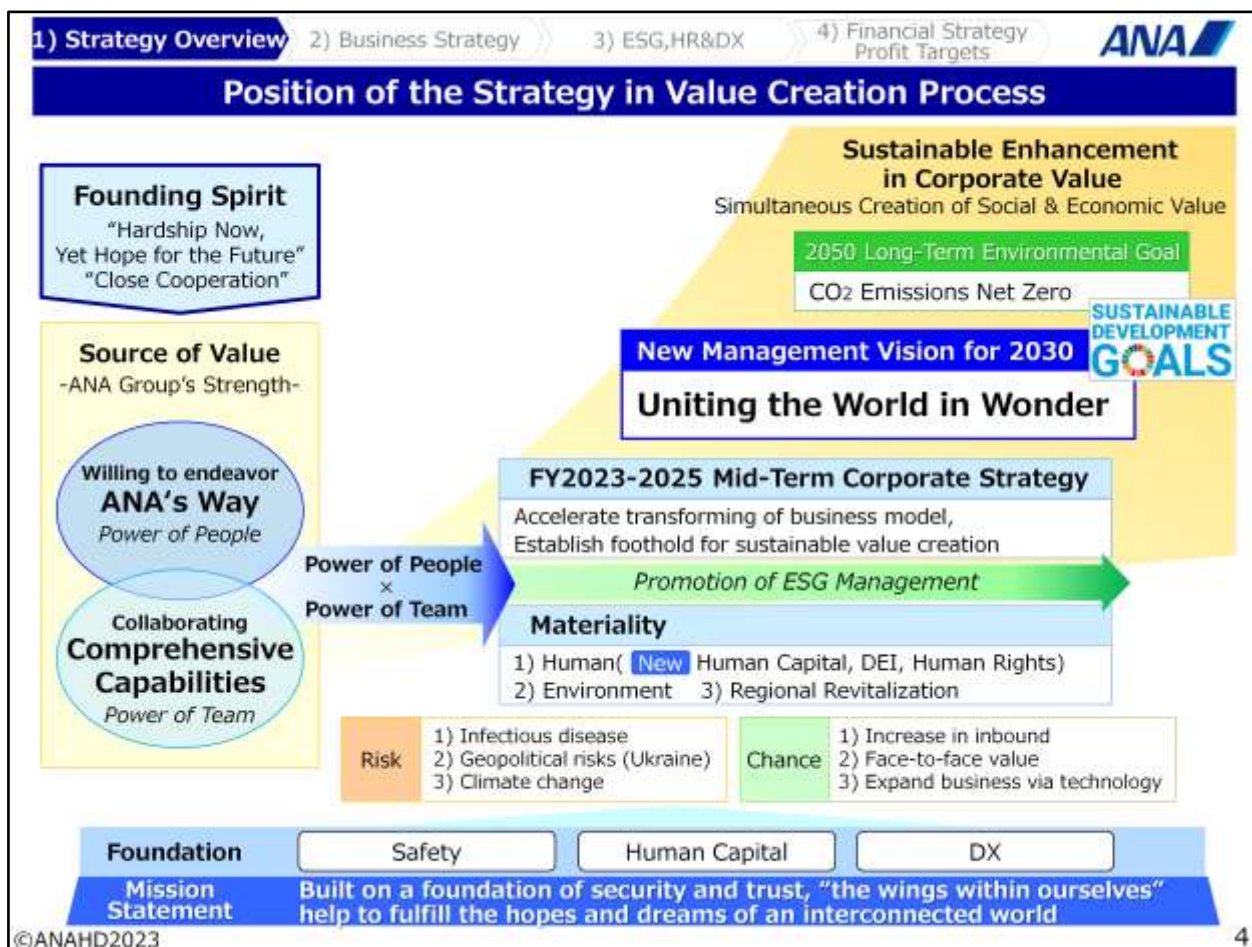 1) Strategy Overview
2) Business Strategy
3) ESG,HR&DX
4) Financial Strategy
Profit Targets
ANA
Position of the Strategy in Value Creation Process
Founding Spirit
“Hardship Now,
Yet Hope for the Future”
“Close Cooperation”
Source of Value
-ANA Group’s Strength-
Willing to endeavor
ANA‘s Way
Power of People
Collaborating
Comprehensive
Capabilities
Power of Team
Power of People
×
Power of Team
Sustainable Enhancement
in Corporate Value
Simultaneous Creation of Social & Economic Value
2050 Long-Term Environmental Goal
CO2 Emissions Net Zero
SUSTAINABLE
DEVELOPMENT
GOALS
New Management Vision for 2030
Uniting the World in Wonder
FY2023-2025 Mid-Term Corporate Strategy
Accelerate transforming of business model,
Establish foothold for sustainable value creation
Promotion of ESG Management
Materiality
1) Human( New Human Capital, DEI, Human Rights)
2) Environment 3) Regional Revitalization
Risk
1) Infectious disease
2) Geopolitical risks (Ukraine)
3) Climate change
Chance
1) Increase in inbound
2) Face-to-face value
3) Expand business via technology
Foundation
Safety
Human Capital
DX
Mission
Statement
Built on a foundation of security and trust, “the wings within ourselves”
help to fulfill the hopes and dreams of an interconnected world
©ANAHD2023
4